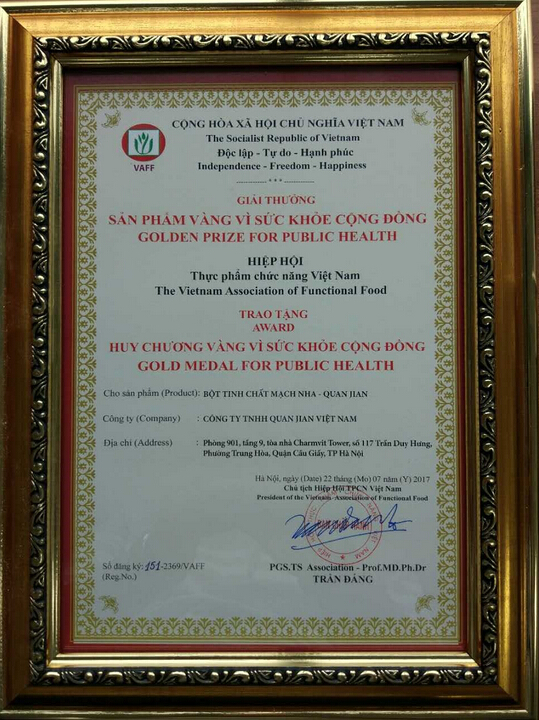 CỘNG HÒA XÃ HỘI CHỦ NGHĨA VIỆT NAM
The Socialist Republic of Vietnam
Độc lập - Tự do - Hạnh phúc
Independence - Freedom - Happiness
VAFF
GIẢI THƯỞNG
SẢN PHẨM VÀNG VÌ SỨC KHỎE CỘNG ĐỒNG
GOLDEN PRIZE FOR PUBLIC HEALTH
HIỆP HỘI
Thực phẩm chức năng Việt Nam
The Vietnam Association of Functional Food
TRAO TẶNG
AWARD
HUY CHƯƠNG VÀNG VÌ SỨC KHỎE CỘNG ĐỒNG
GOLD MEDAL FOR PUBLIC HEALTH
Cho sản phẩm (Product): BỘT TINH CHẤT MẠCH NHA - QUAN JIAN
Công ty (Company) : CÔNG TY TNHH QUAN JIAN VIỆT NAM
Địa chỉ (Address) : Phòng 901, tầng 9, tòa nhà Charmvit Tower, số 117 Trần Duy Hưng,
Phường Trung Hòa, Quận Cầu Giấy, TP Hà Nội
Hà Nội, ngày (Date) 22 tháng (Mo) 07 năm (Y) 2017
Chủ tịch Hiệp Hội TPCN Việt Nam
President of the Vietnam Association of Functional Food
Số đăng ký: 151-2369/VAFF
(Reg.No.)
PGS.TS Association - Prof.MD.Ph.Dr
TRẦN ĐÁNG